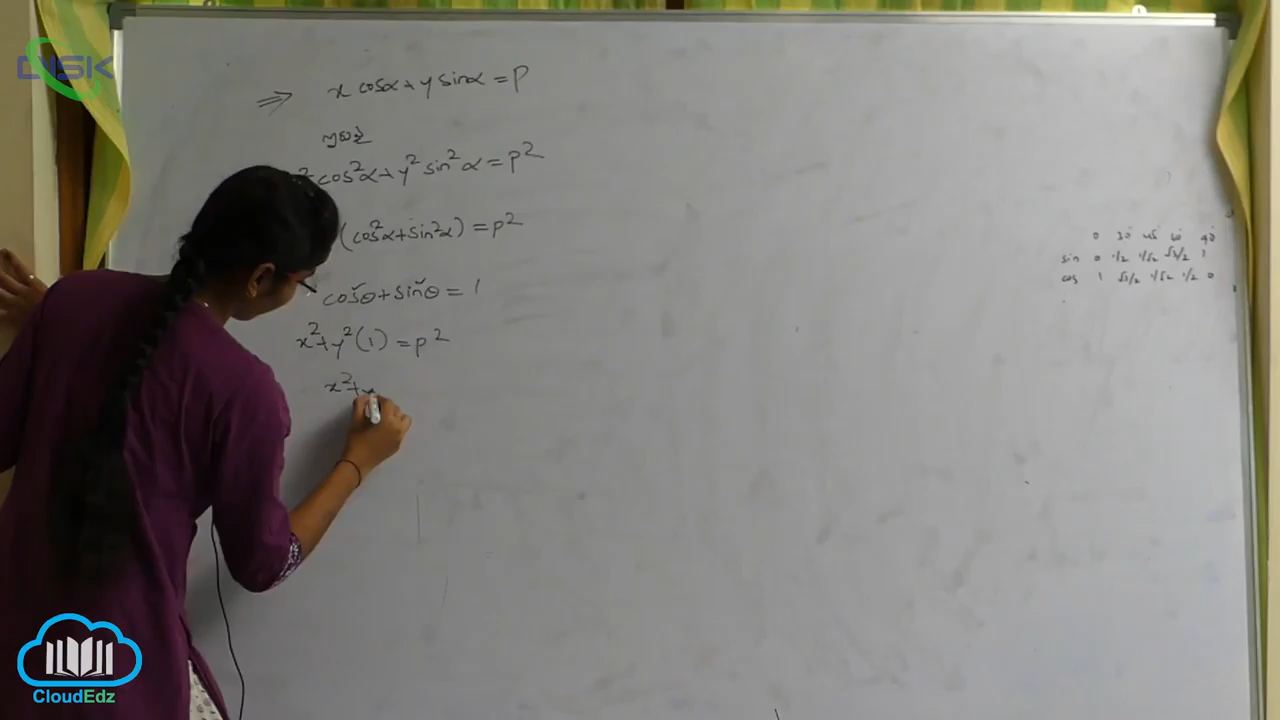 DISK
⇒ x cosα + y sinα = P
cos²α + y² sin²α = p²
(cos²α + sin²α) = p²
cos²θ + sin²θ = 1
x² + y² (1) = p²
x² +
0 30° 45° 60° 90°
sin 0 1/2 1/√2 √3/2 1
cos 1 √3/2 1/√2 1/2 0
CloudEdz